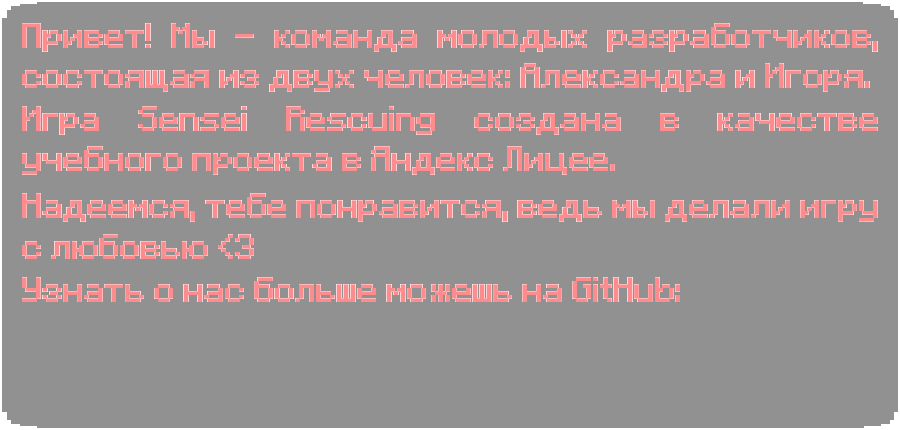 Привет! Мы - команда молодых разработчиков,
состоящая из двух человек: Александра и Игоря.
Игра Sensei Rescuing создана в качестве
учебного проекта в Яндекс Лицее.
Надеемся, тебе понравится, ведь мы делали игру
с любовью <3
Узнать о нас больше можешь на GitHub: